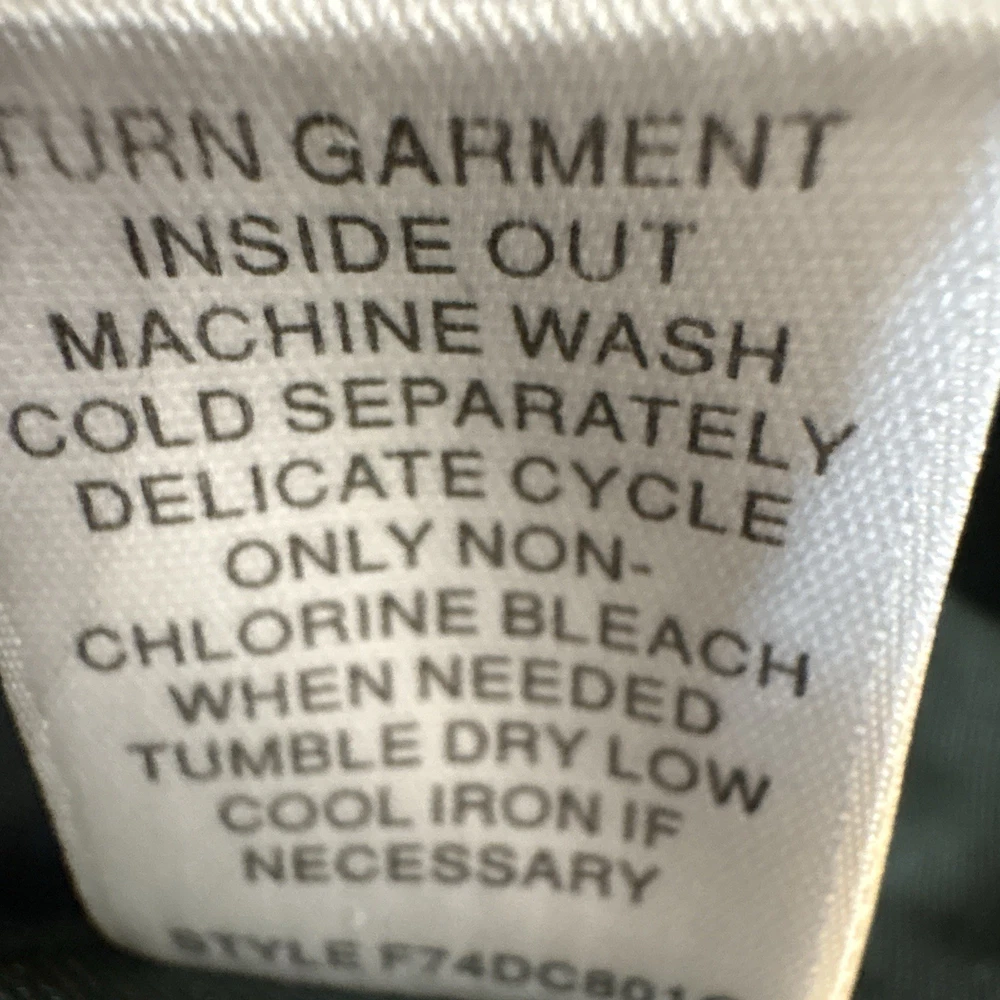 TURN GARMENT
INSIDE OUT
MACHINE WASH
COLD SEPARATELY
DELICATE CYCLE
ONLY NON-
CHLORINE BLEACH
WHEN NEEDED
TUMBLE DRY LOW
COOL IRON IF
NECESSARY
STYLE